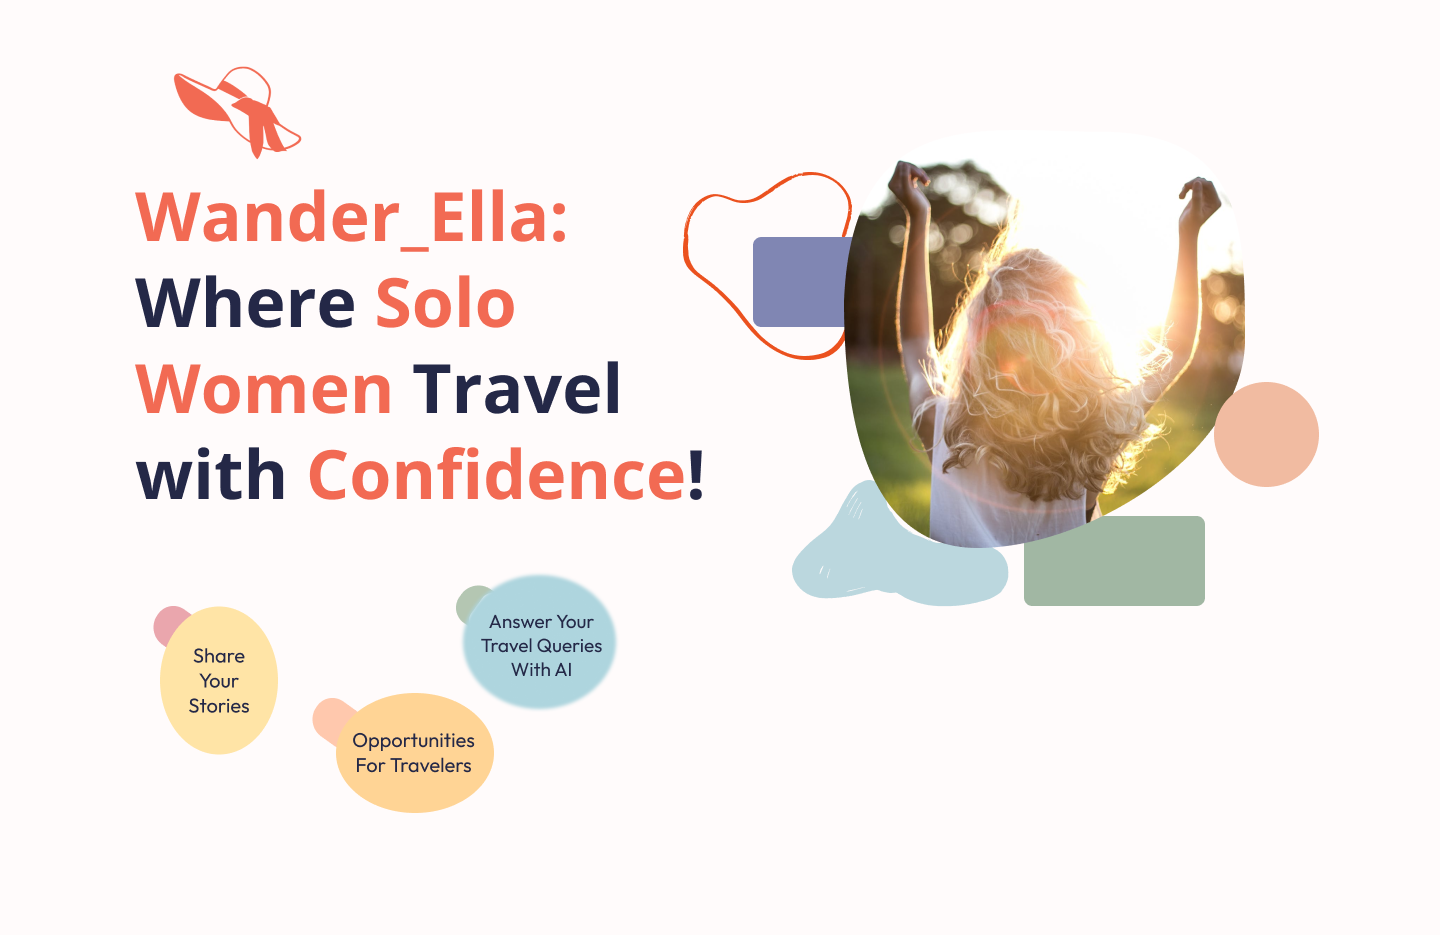 Wander_Ella:
Where Solo
Women Travel
with Confidence!
Share
Your
Stories
Opportunities
For Travelers
Answer Your
Travel Queries
With AI